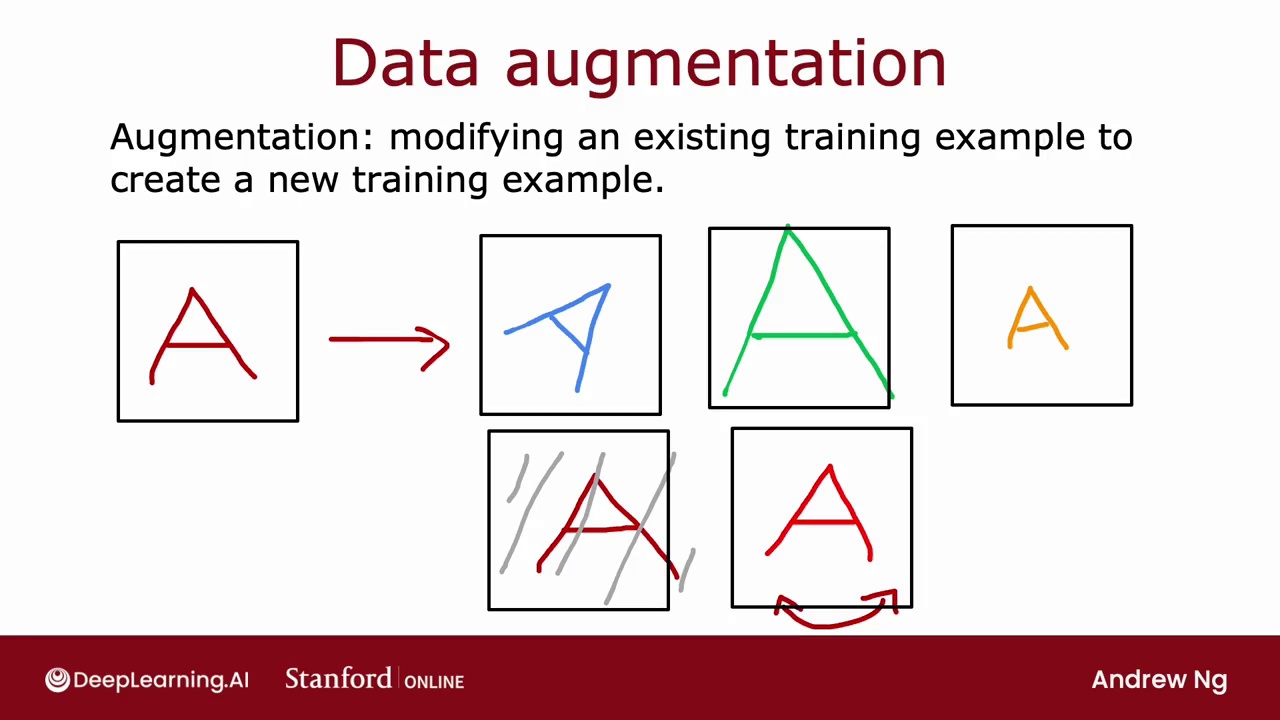 Data augmentation
Augmentation: modifying an existing training example to
create a new training example.
A
A
A
A
A
A
DeepLearning.AI
Stanford ONLINE
Andrew Ng